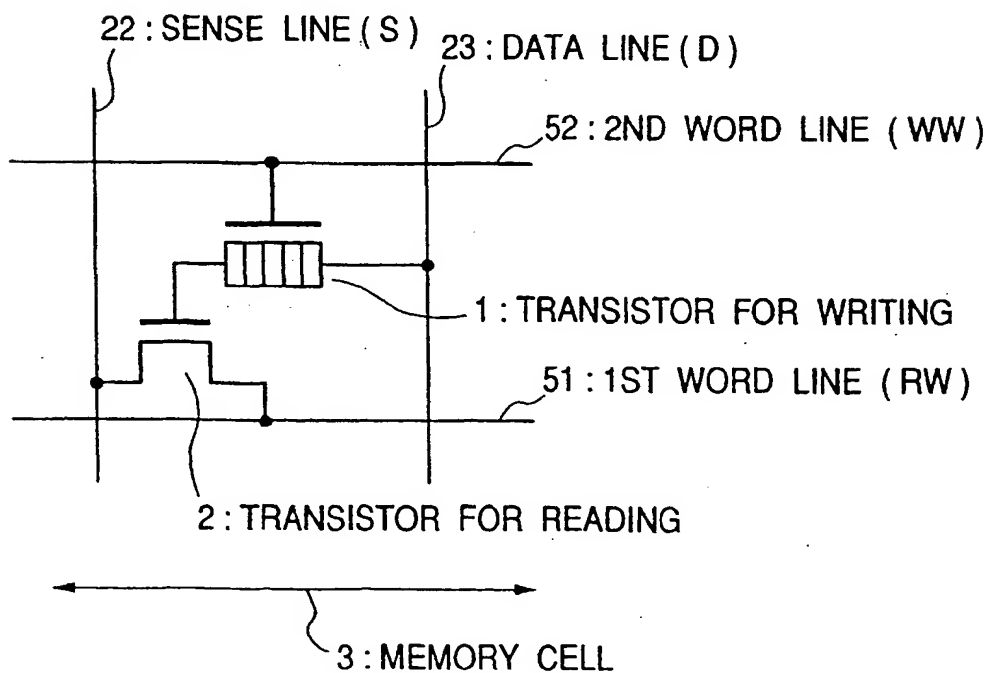 22 : SENSE LINE ( S )
23 : DATA LINE ( D )
52 : 2ND WORD LINE ( WW )
1 : TRANSISTOR FOR WRITING
51 : 1ST WORD LINE ( RW )
2 : TRANSISTOR FOR READING
3 : MEMORY CELL